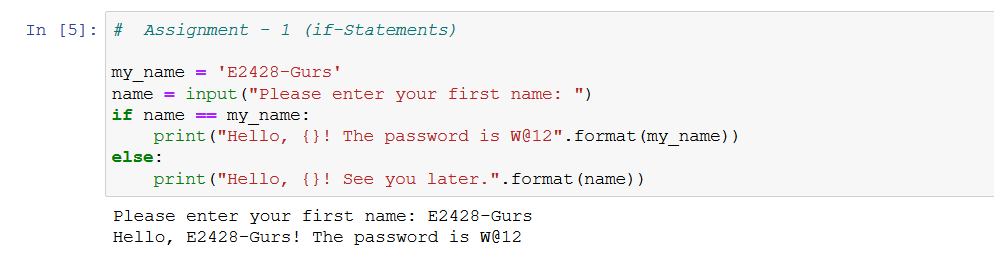 In [5]: #  Assignment - 1 (if-Statements)
my_name = 'E2428-Gurs'
name = input("Please enter your first name: ")
if name == my_name:
    print("Hello, {}! The password is W@12".format(my_name))
else:
    print("Hello, {}! See you later.".format(name))
Please enter your first name: E2428-Gurs
Hello, E2428-Gurs! The password is W@12